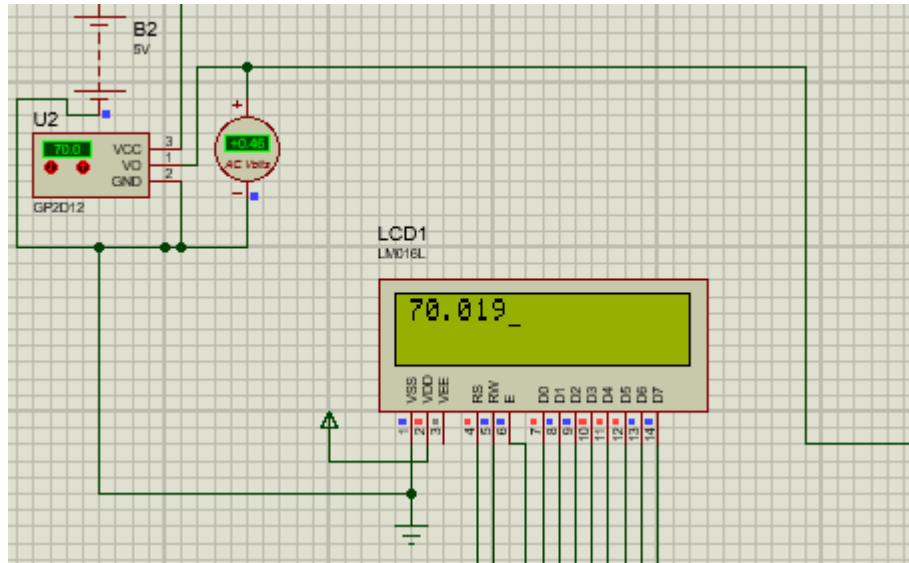 B2
5V
U2
70.0
VCC
VO
GND
3
1
2
GP2D12
+
+0.46
AC Volts
−
LCD1
LM016L
70.019_
VSS
VDD
VEE
RS
RW
E
D0
D1
D2
D3
D4
D5
D6
D7
1
2
3
4
5
6
7
8
9
10
11
12
13
14